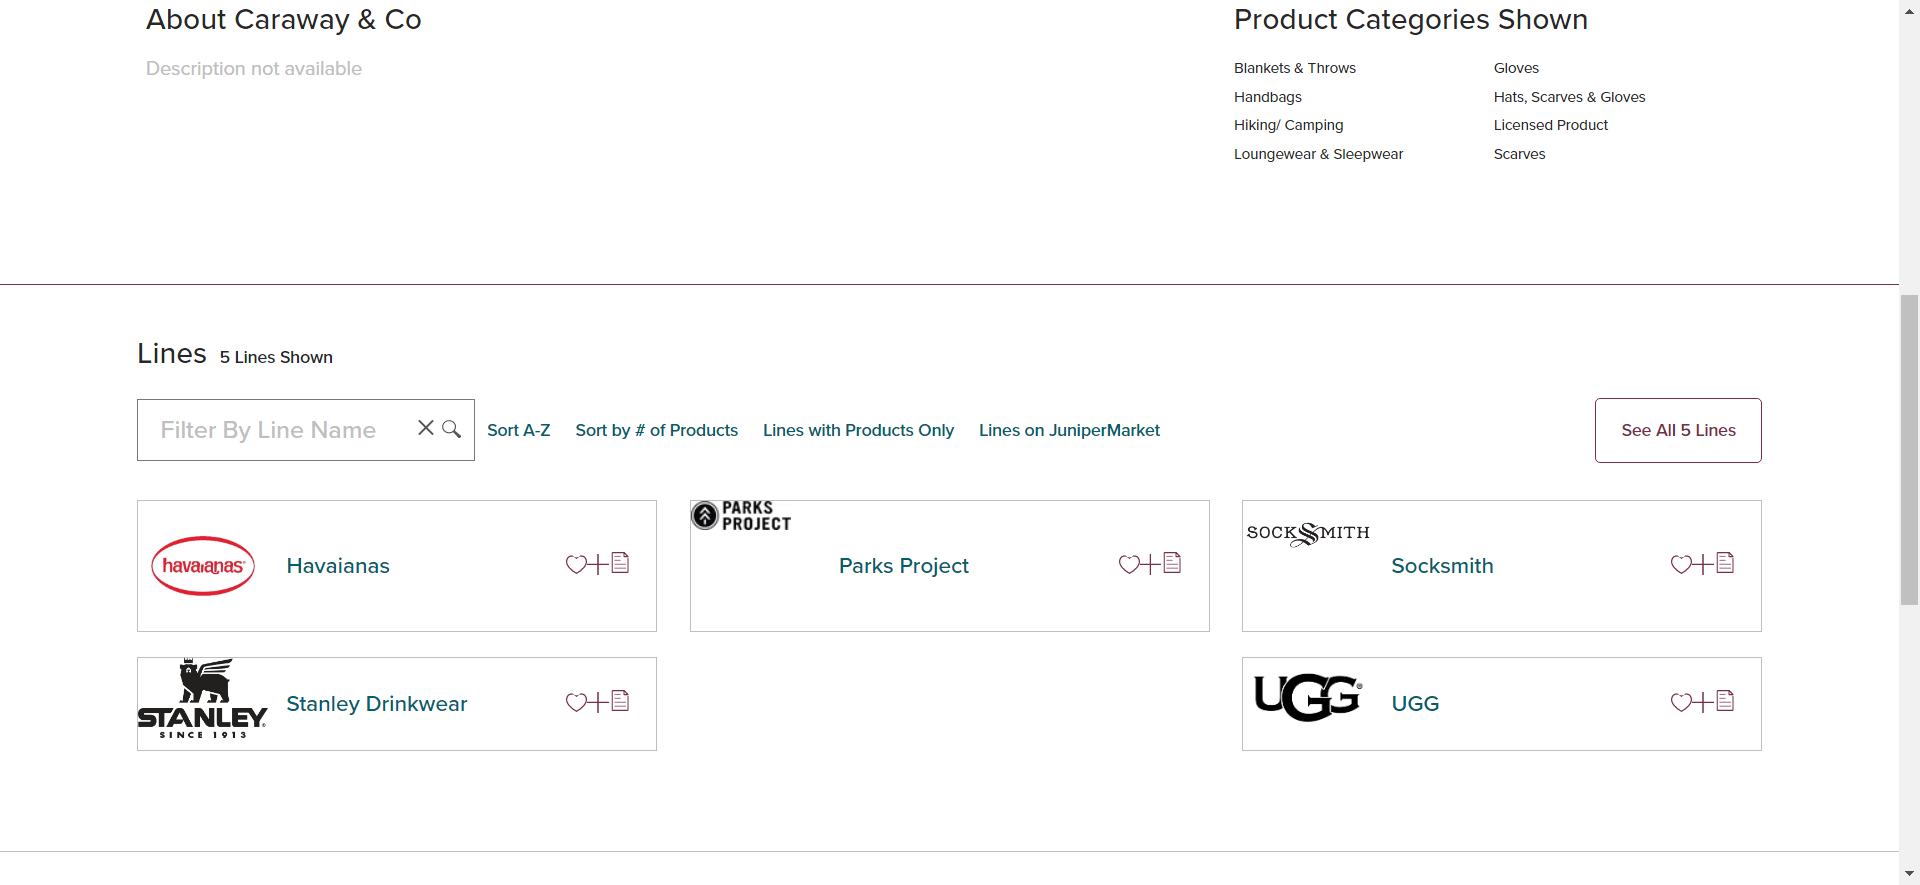 About Caraway & Co
Description not available
Product Categories Shown
Blankets & Throws
Handbags
Hiking/ Camping
Loungewear & Sleepwear
Gloves
Hats, Scarves & Gloves
Licensed Product
Scarves
Lines 5 Lines Shown
Filter By Line Name
Sort A-Z
Sort by # of Products
Lines with Products Only
Lines on JuniperMarket
See All 5 Lines
havaianas
Havaianas
PARKS
PROJECT
Parks Project
SOCKSMITH
Socksmith
STANLEY
SINCE 1913
Stanley Drinkwear
UGG®
UGG